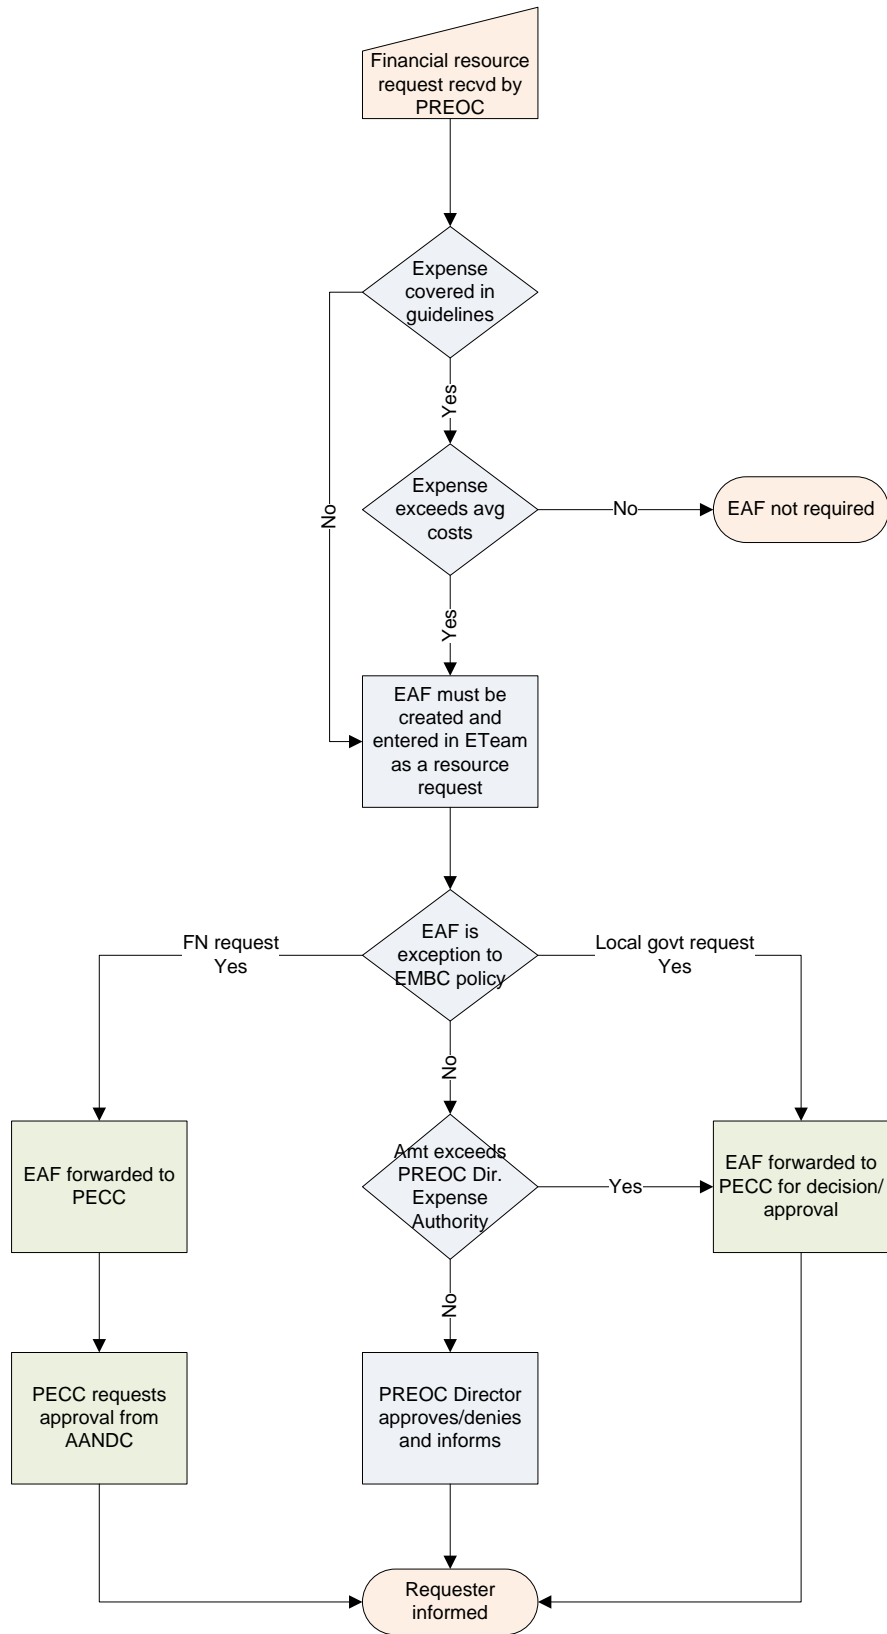 Financial resource
request recvd by
PREOC
Expense
covered in
guidelines
Yes
No
Expense
exceeds avg
costs
No
EAF not required
Yes
EAF must be
created and
entered in ETeam
as a resource
request
FN request
Yes
EAF is
exception to
EMBC policy
Local govt request
Yes
No
EAF forwarded to
PECC
Amt exceeds
PREOC Dir.
Expense
Authority
Yes
EAF forwarded to
PECC for decision/
approval
No
PECC requests
approval from
AANDC
PREOC Director
approves/denies
and informs
Requester
informed